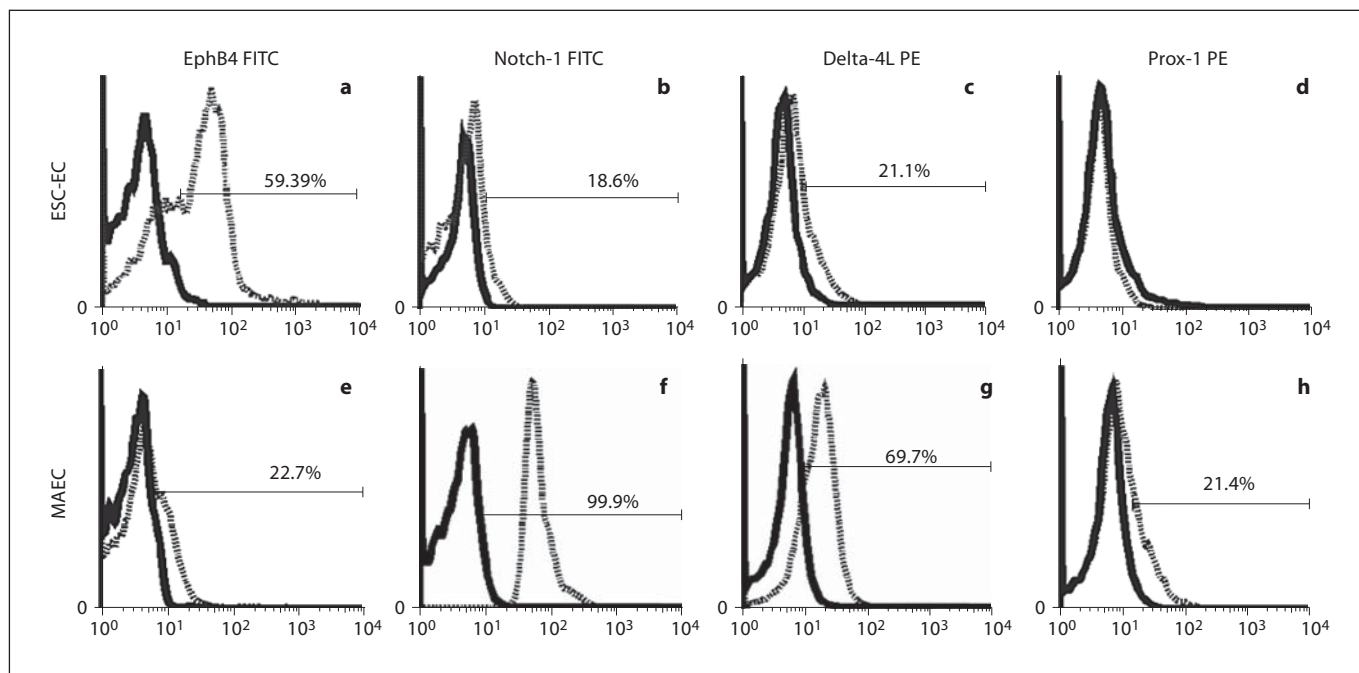 EphB4 FITC Notch-1 FITC Delta-4L PE Prox-1 PE
a b c d
ESC-EC
59.39% 18.6% 21.1%
0 0 0 0
10⁰ 10¹ 10² 10³ 10⁴ 10⁰ 10¹ 10² 10³ 10⁴ 10⁰ 10¹ 10² 10³ 10⁴ 10⁰ 10¹ 10² 10³ 10⁴
e f g h
MAEC
22.7% 99.9% 69.7% 21.4%
0 0 0 0
10⁰ 10¹ 10² 10³ 10⁴ 10⁰ 10¹ 10² 10³ 10⁴ 10⁰ 10¹ 10² 10³ 10⁴ 10⁰ 10¹ 10² 10³ 10⁴